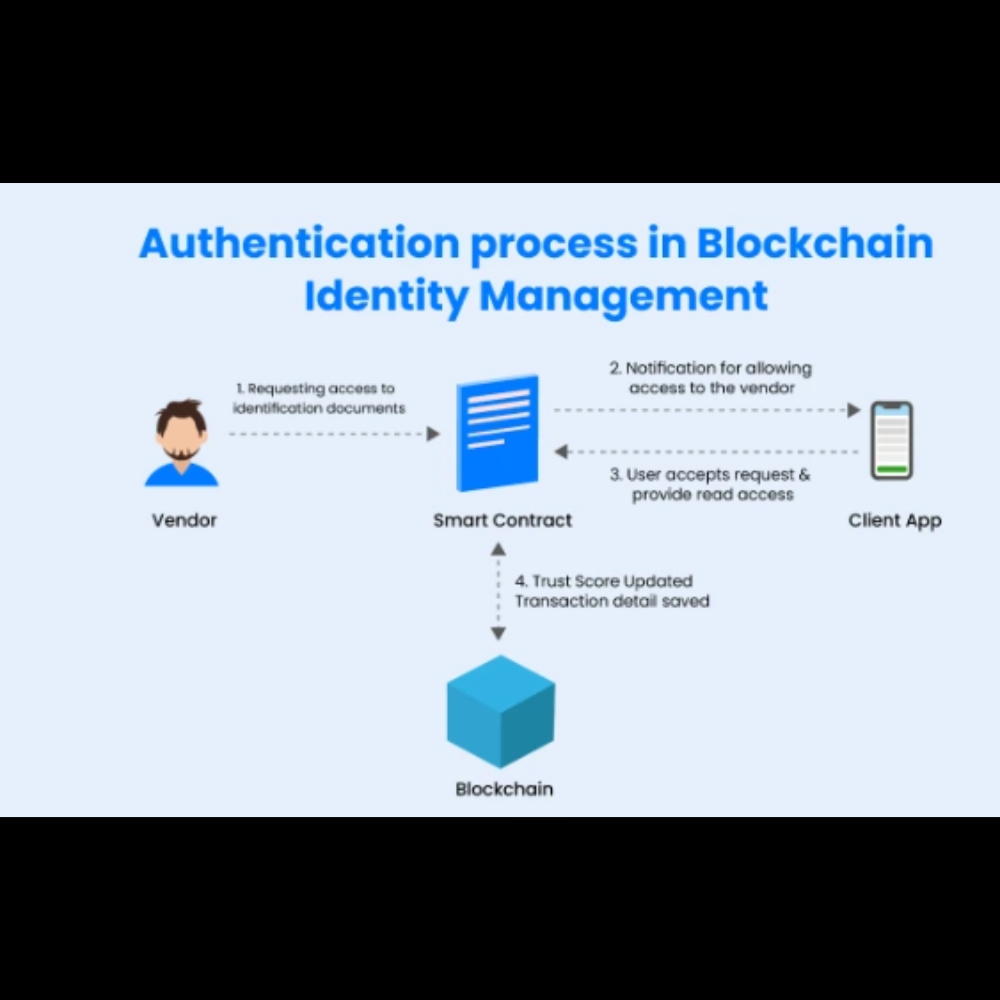 Authentication process in Blockchain
Identity Management
1. Requesting access to
identification documents
2. Notification for allowing
access to the vendor
3. User accepts request &
provide read access
Vendor
Smart Contract
Client App
4. Trust Score Updated
Transaction detail saved
Blockchain